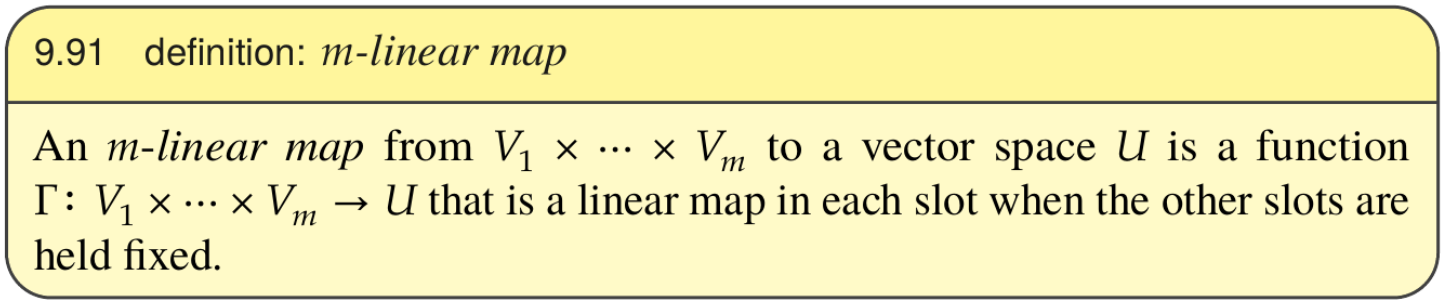 9.91 definition: m-linear map
An m-linear map from V₁ × ⋯ × Vₘ to a vector space U is a function
Γ: V₁ × ⋯ × Vₘ → U that is a linear map in each slot when the other slots are
held fixed.